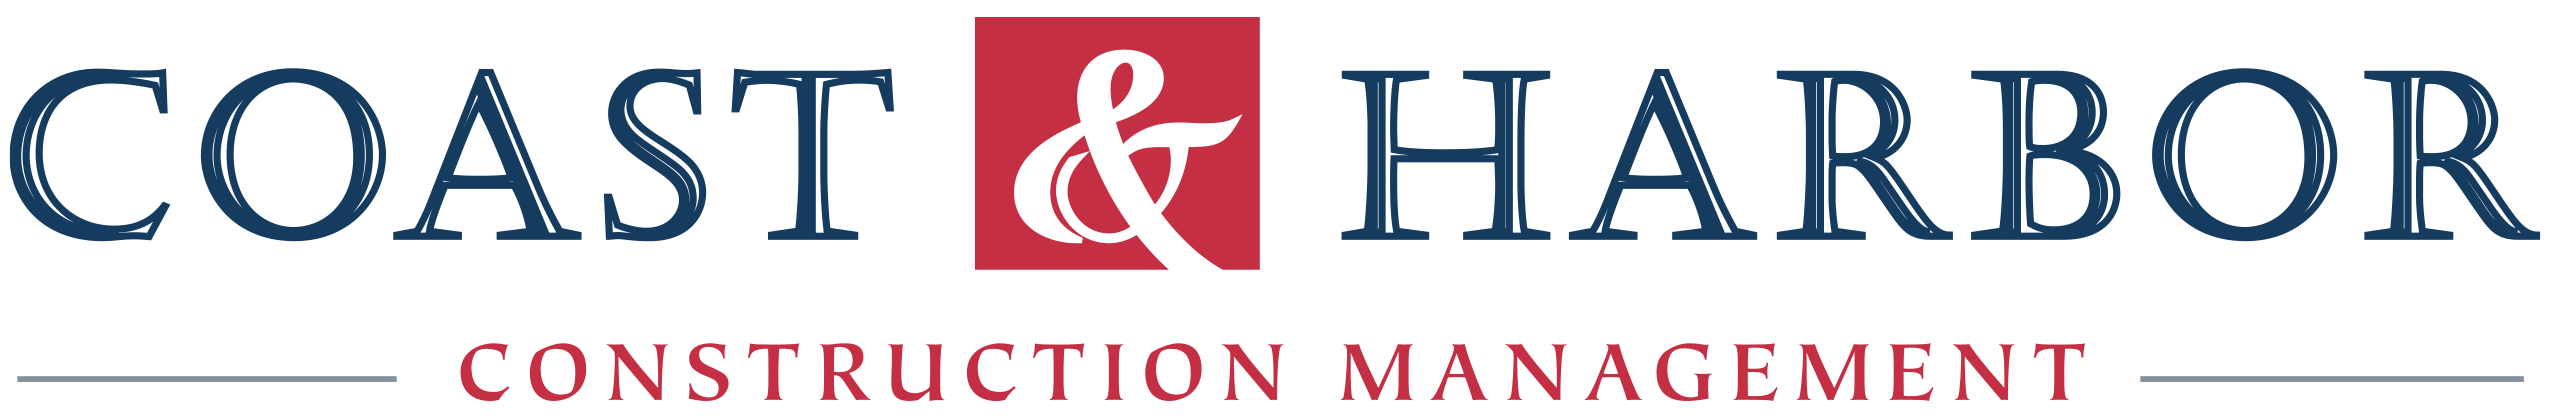 COAST & HARBOR
CONSTRUCTION MANAGEMENT